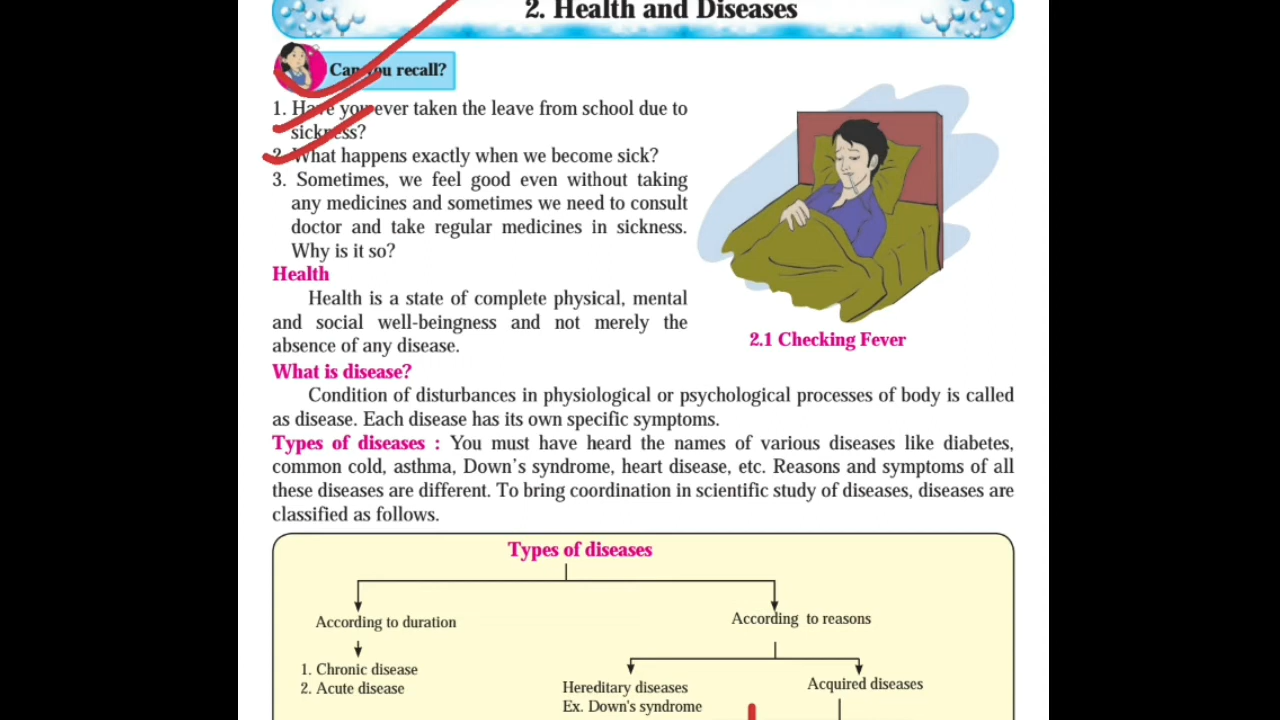 2. Health and Diseases
Can you recall?
1. Have you ever taken the leave from school due to
sickness?
2. What happens exactly when we become sick?
3. Sometimes, we feel good even without taking
any medicines and sometimes we need to consult
doctor and take regular medicines in sickness.
Why is it so?
Health
Health is a state of complete physical, mental
and social well-beingness and not merely the
absence of any disease.
2.1 Checking Fever
What is disease?
Condition of disturbances in physiological or psychological processes of body is called
as disease. Each disease has its own specific symptoms.
Types of diseases : You must have heard the names of various diseases like diabetes,
common cold, asthma, Down's syndrome, heart disease, etc. Reasons and symptoms of all
these diseases are different. To bring coordination in scientific study of diseases, diseases are
classified as follows.
Types of diseases
According to duration
According to reasons
1. Chronic disease
2. Acute disease
Hereditary diseases
Ex. Down's syndrome
Acquired diseases